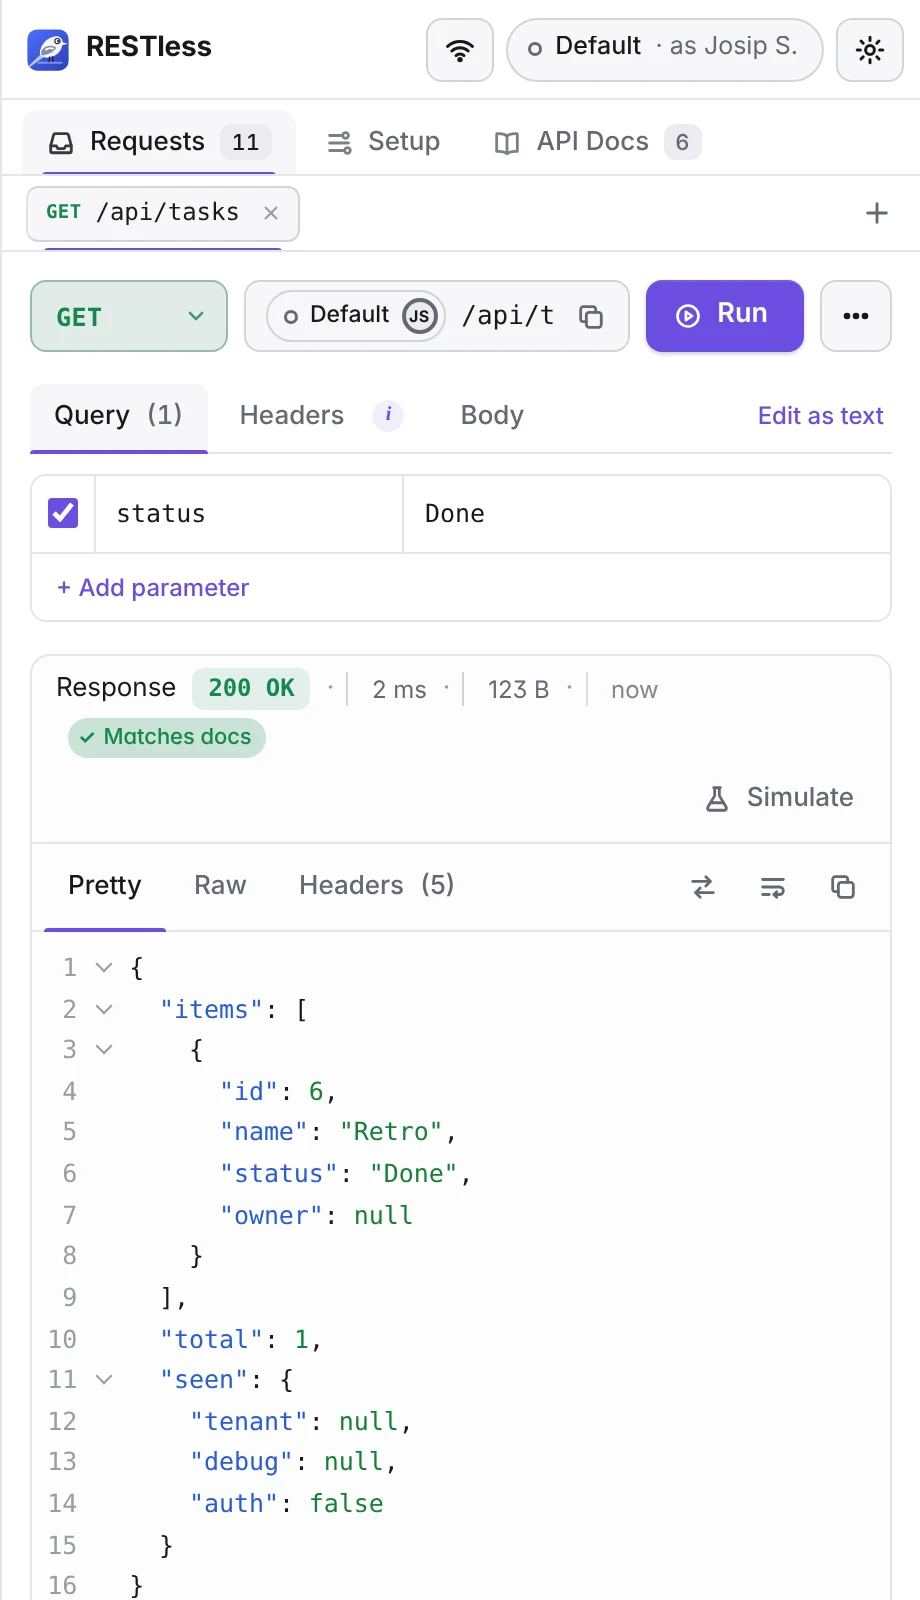 RESTless
Default · as Josip S.
Requests 11 Setup API Docs 6
GET /api/tasks ×
GET Default JS /api/t Run
Query (1) Headers i Body Edit as text
status Done
+ Add parameter
Response 200 OK · 2 ms · 123 B · now
Matches docs
Simulate
Pretty Raw Headers (5)
1 {
2 "items": [
3 {
4 "id": 6,
5 "name": "Retro",
6 "status": "Done",
7 "owner": null
8 }
9 ],
10 "total": 1,
11 "seen": {
12 "tenant": null,
13 "debug": null,
14 "auth": false
15 }
16 }